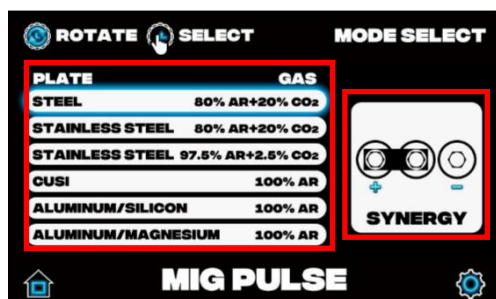 ROTATE SELECT MODE SELECT
PLATE GAS
STEEL 80% AR+20% CO₂
STAINLESS STEEL 80% AR+20% CO₂
STAINLESS STEEL 97.5% AR+2.5% CO₂
CUSI 100% AR
ALUMINUM/SILICON 100% AR
ALUMINUM/MAGNESIUM 100% AR
+ −
SYNERGY
MIG PULSE